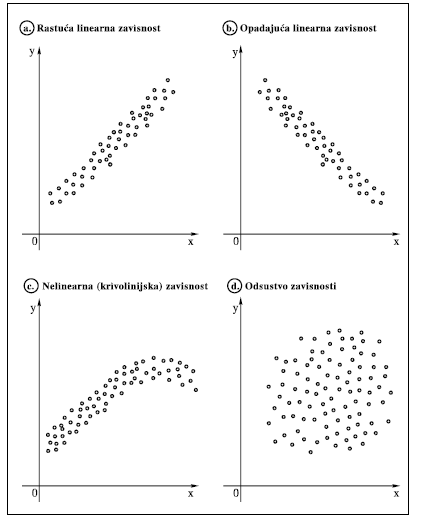 a. Rastuća linearna zavisnost
b. Opadajuća linearna zavisnost
y
y
0
x
0
x
c. Nelinearna (krivolinijska) zavisnost
d. Odsustvo zavisnosti
y
y
0
x
0
x